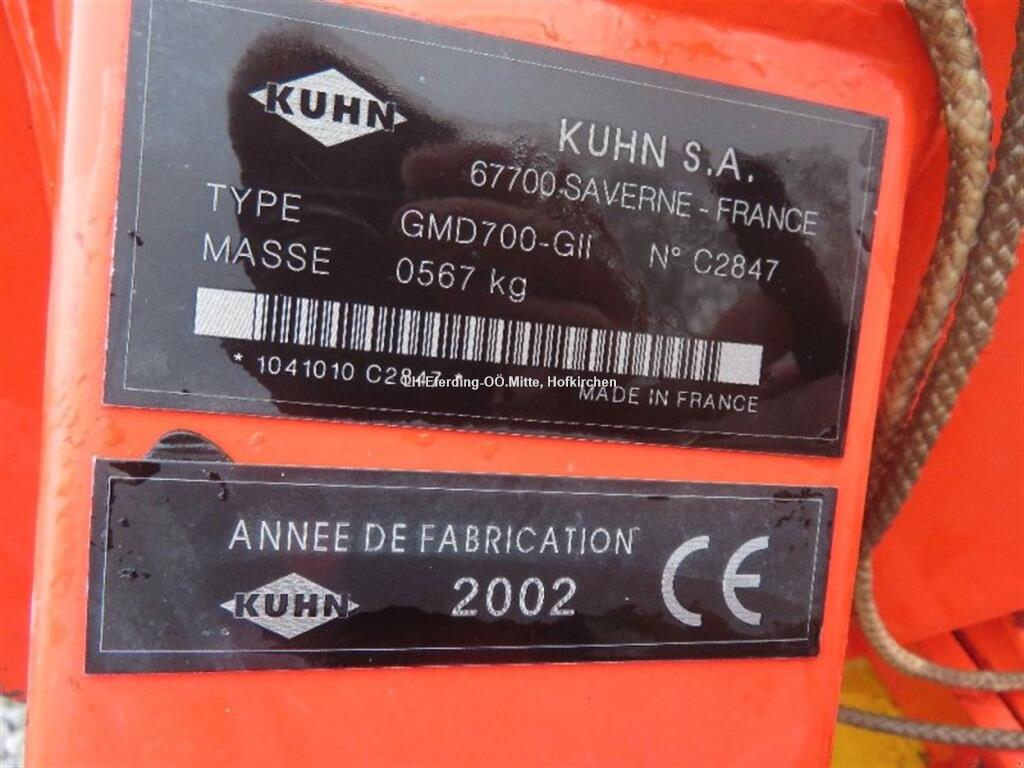 KUHN
KUHN S.A.
67700 SAVERNE - FRANCE
TYPE GMD700-GII N° C2847
MASSE 0567 kg
* 1041010 C2847 *
LH-Eferding-OÖ.Mitte, Hofkirchen
MADE IN FRANCE
ANNEE DE FABRICATION
KUHN 2002 CE